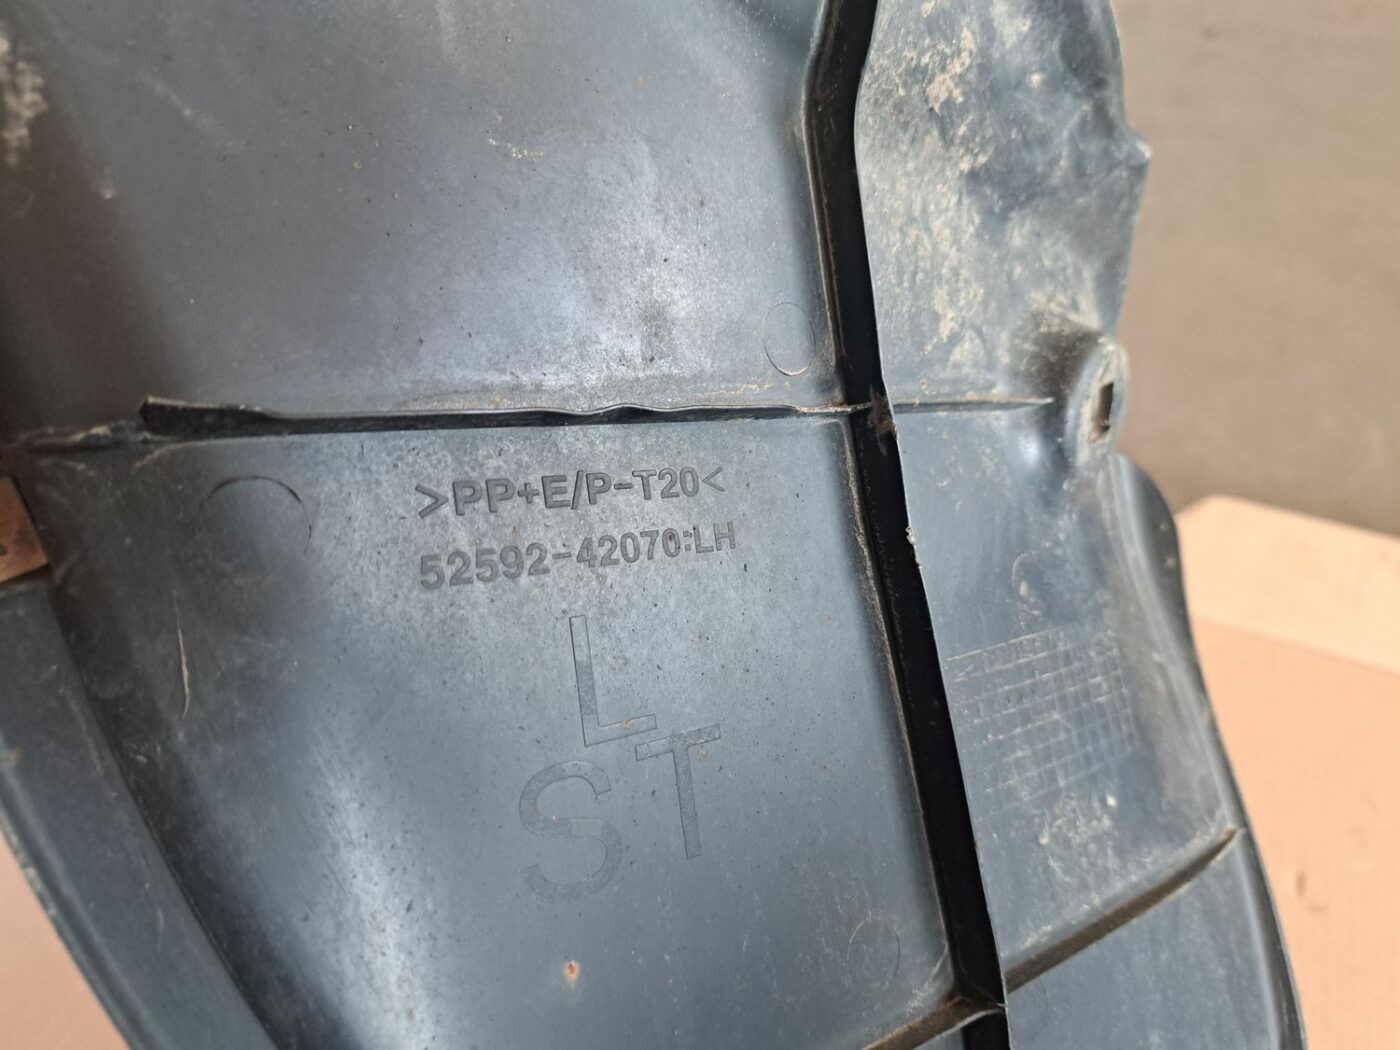 >PP+E/P-T20<
52592-42070:LH
L
ST